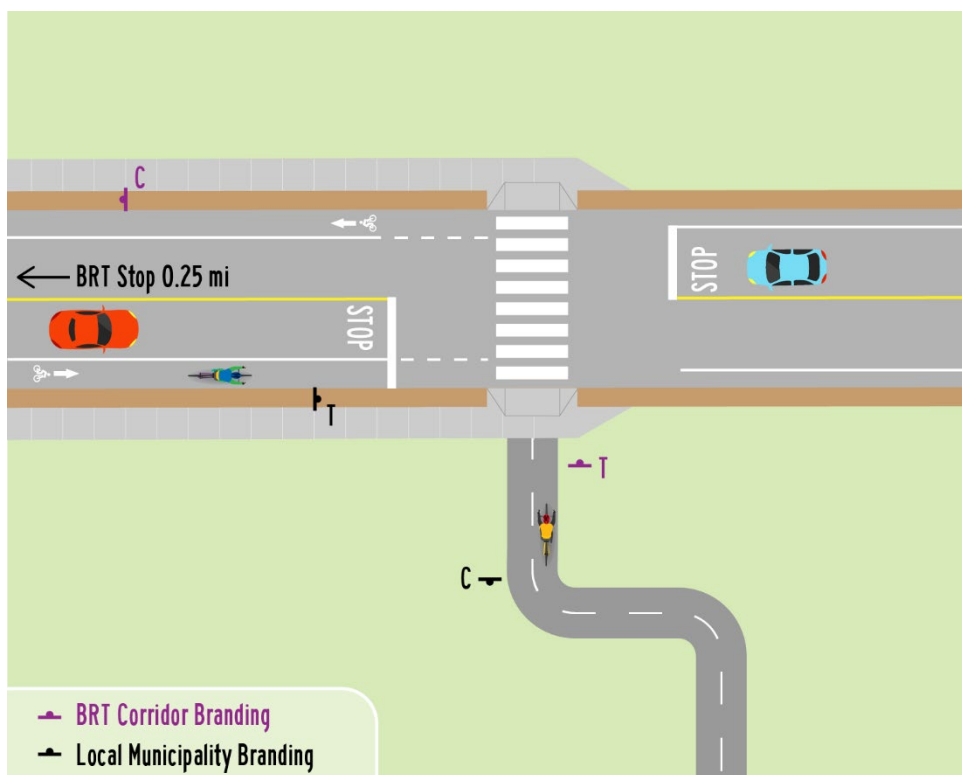 C
BRT Stop 0.25 mi
STOP
STOP
T
T
C
BRT Corridor Branding
Local Municipality Branding